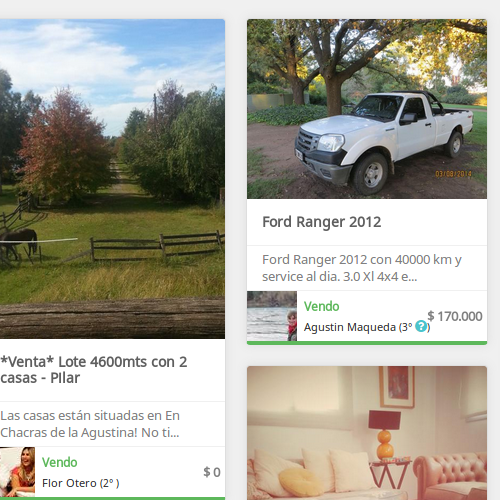 *Venta* Lote 4600mts con 2
casas - PIlar
Las casas están situadas en En
Chacras de la Agustina! No ti...
Vendo
Flor Otero (2° )
$ 0
03/08/2010
Ford Ranger 2012
Ford Ranger 2012 con 40000 km y
service al dia. 3.0 Xl 4x4 e...
Vendo
Agustin Maqueda (3° ?)
$ 170.000